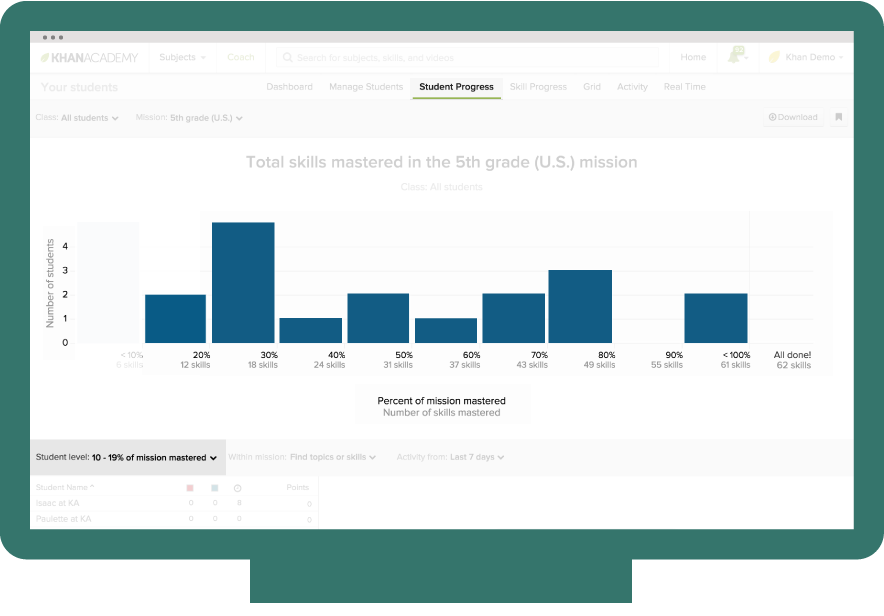 KHANACADEMY Subjects Coach Search for subjects, skills, and videos Home Khan Demo
Your students Dashboard Manage Students Student Progress Skill Progress Grid Activity Real Time
Class: All students Mission: 5th grade (U.S.) Download
Total skills mastered in the 5th grade (U.S.) mission
Class: All students
Number of students
4
3
2
1
0
< 10% 20% 30% 40% 50% 60% 70% 80% 90% < 100% All done!
6 skills 12 skills 18 skills 24 skills 31 skills 37 skills 43 skills 49 skills 55 skills 61 skills 62 skills
Percent of mission mastered
Number of skills mastered
Student level: 10 - 19% of mission mastered Within mission: Find topics or skills Activity from: Last 7 days
Student Name Points
Isaac at KA 0 0 8 0
Paulette at KA 0 0 0 0